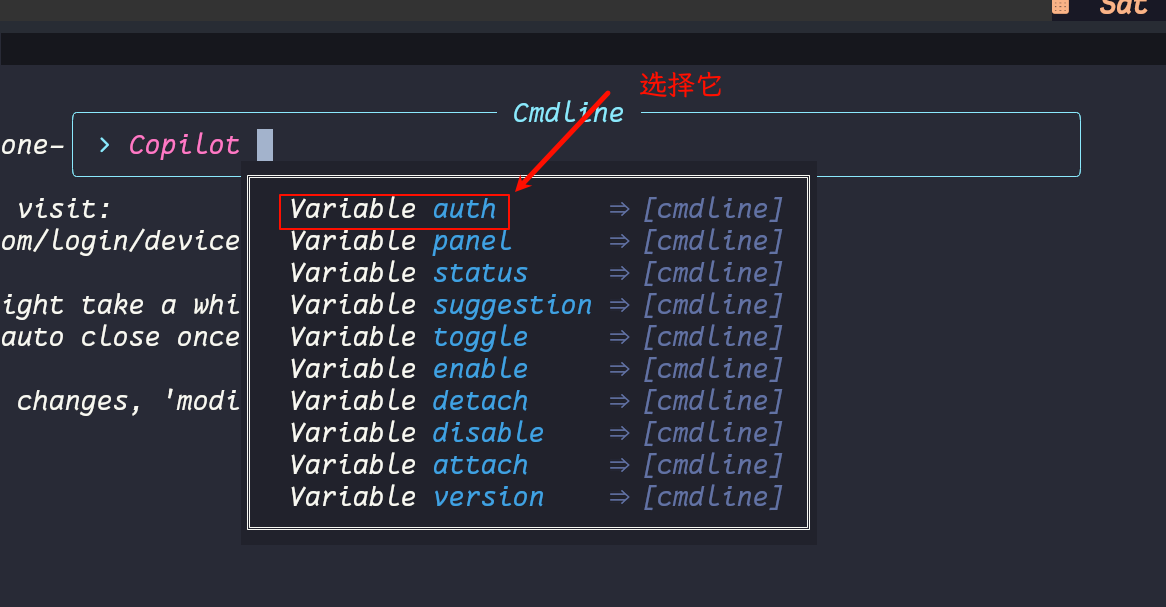 Sat
选择它
Cmdline
one-
› Copilot
visit:
om/login/device
ight take a whi
auto close once
changes, 'modi
Variable auth ⇒ [cmdline]
Variable panel ⇒ [cmdline]
Variable status ⇒ [cmdline]
Variable suggestion ⇒ [cmdline]
Variable toggle ⇒ [cmdline]
Variable enable ⇒ [cmdline]
Variable detach ⇒ [cmdline]
Variable disable ⇒ [cmdline]
Variable attach ⇒ [cmdline]
Variable version ⇒ [cmdline]